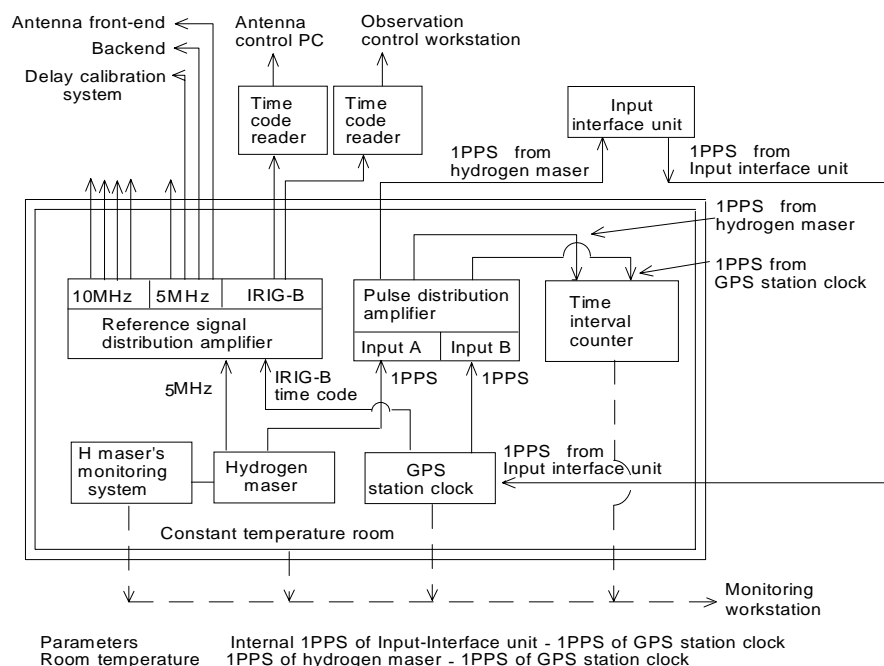 Antenna front-end
Backend
Delay calibration
system
Antenna
control PC
Observation
control workstation
Time
code
reader
Time
code
reader
Input
interface unit
1PPS from
hydrogen maser
1PPS from
Input interface unit
1PPS from
hydrogen maser
1PPS from
GPS station clock
10MHz
5MHz
IRIG-B
Reference signal
distribution amplifier
Pulse distribution
amplifier
Input A
Input B
Time
interval
counter
5MHz
IRIG-B
time code
1PPS
1PPS
H maser's
monitoring
system
Hydrogen
maser
GPS
station clock
1PPS from
Input interface unit
Constant temperature room
Monitoring
workstation
Parameters Internal 1PPS of Input-Interface unit - 1PPS of GPS station clock
Room temperature 1PPS of hydrogen maser - 1PPS of GPS station clock